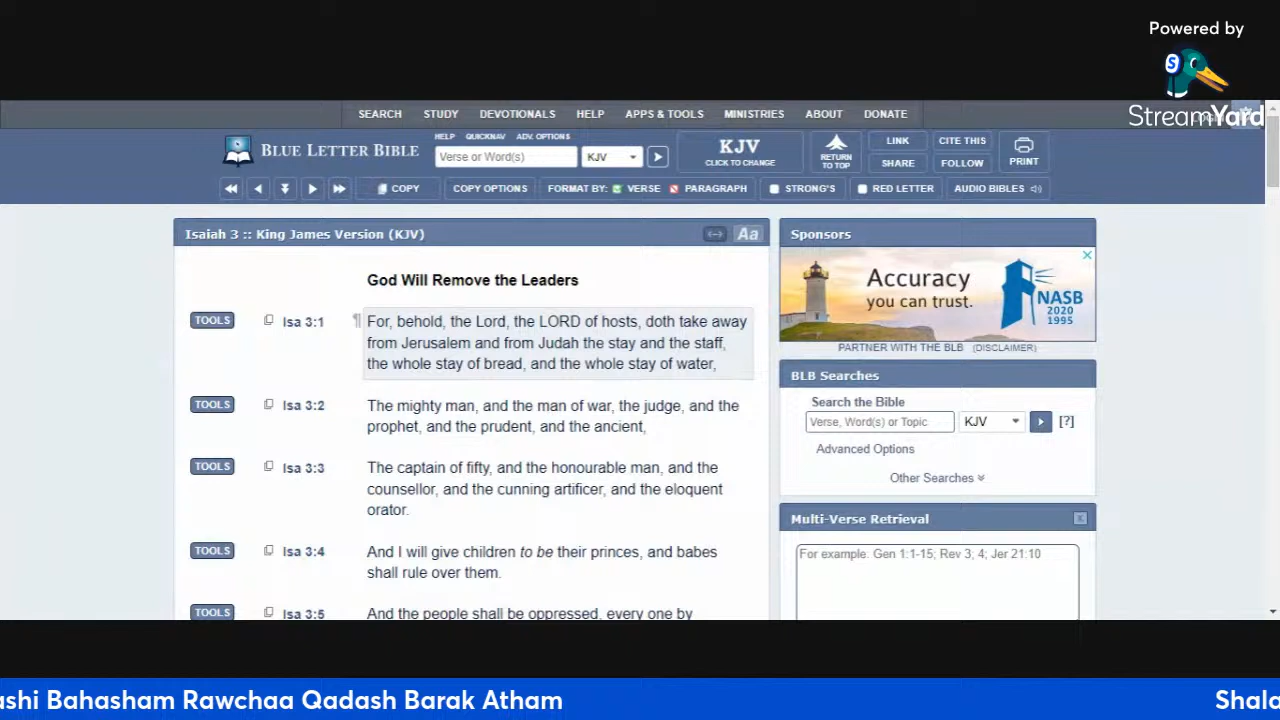 Powered by
StreamYard
SEARCH STUDY DEVOTIONALS HELP APPS & TOOLS MINISTRIES ABOUT DONATE
BLUE LETTER BIBLE
HELP QUICKNAV ADV. OPTIONS
Verse or Word(s) KJV
KJV
CLICK TO CHANGE
RETURN
TO TOP
LINK CITE THIS
SHARE FOLLOW
PRINT
COPY COPY OPTIONS FORMAT BY: VERSE PARAGRAPH STRONG'S RED LETTER AUDIO BIBLES
Isaiah 3 :: King James Version (KJV) Aa
God Will Remove the Leaders
TOOLS Isa 3:1 ¶ For, behold, the Lord, the LORD of hosts, doth take away
from Jerusalem and from Judah the stay and the staff,
the whole stay of bread, and the whole stay of water,
TOOLS Isa 3:2 The mighty man, and the man of war, the judge, and the
prophet, and the prudent, and the ancient,
TOOLS Isa 3:3 The captain of fifty, and the honourable man, and the
counsellor, and the cunning artificer, and the eloquent
orator.
TOOLS Isa 3:4 And I will give children to be their princes, and babes
shall rule over them.
TOOLS Isa 3:5 And the people shall be oppressed, every one by
Sponsors
Accuracy
you can trust.
NASB
2020
1995
PARTNER WITH THE BLB (DISCLAIMER)
BLB Searches
Search the Bible
Verse, Word(s) or Topic KJV [?]
Advanced Options
Other Searches
Multi-Verse Retrieval
For example. Gen 1:1-15; Rev 3, 4; Jer 21:10
ashi Bahasham Rawchaa Qadash Barak Atham Shalo